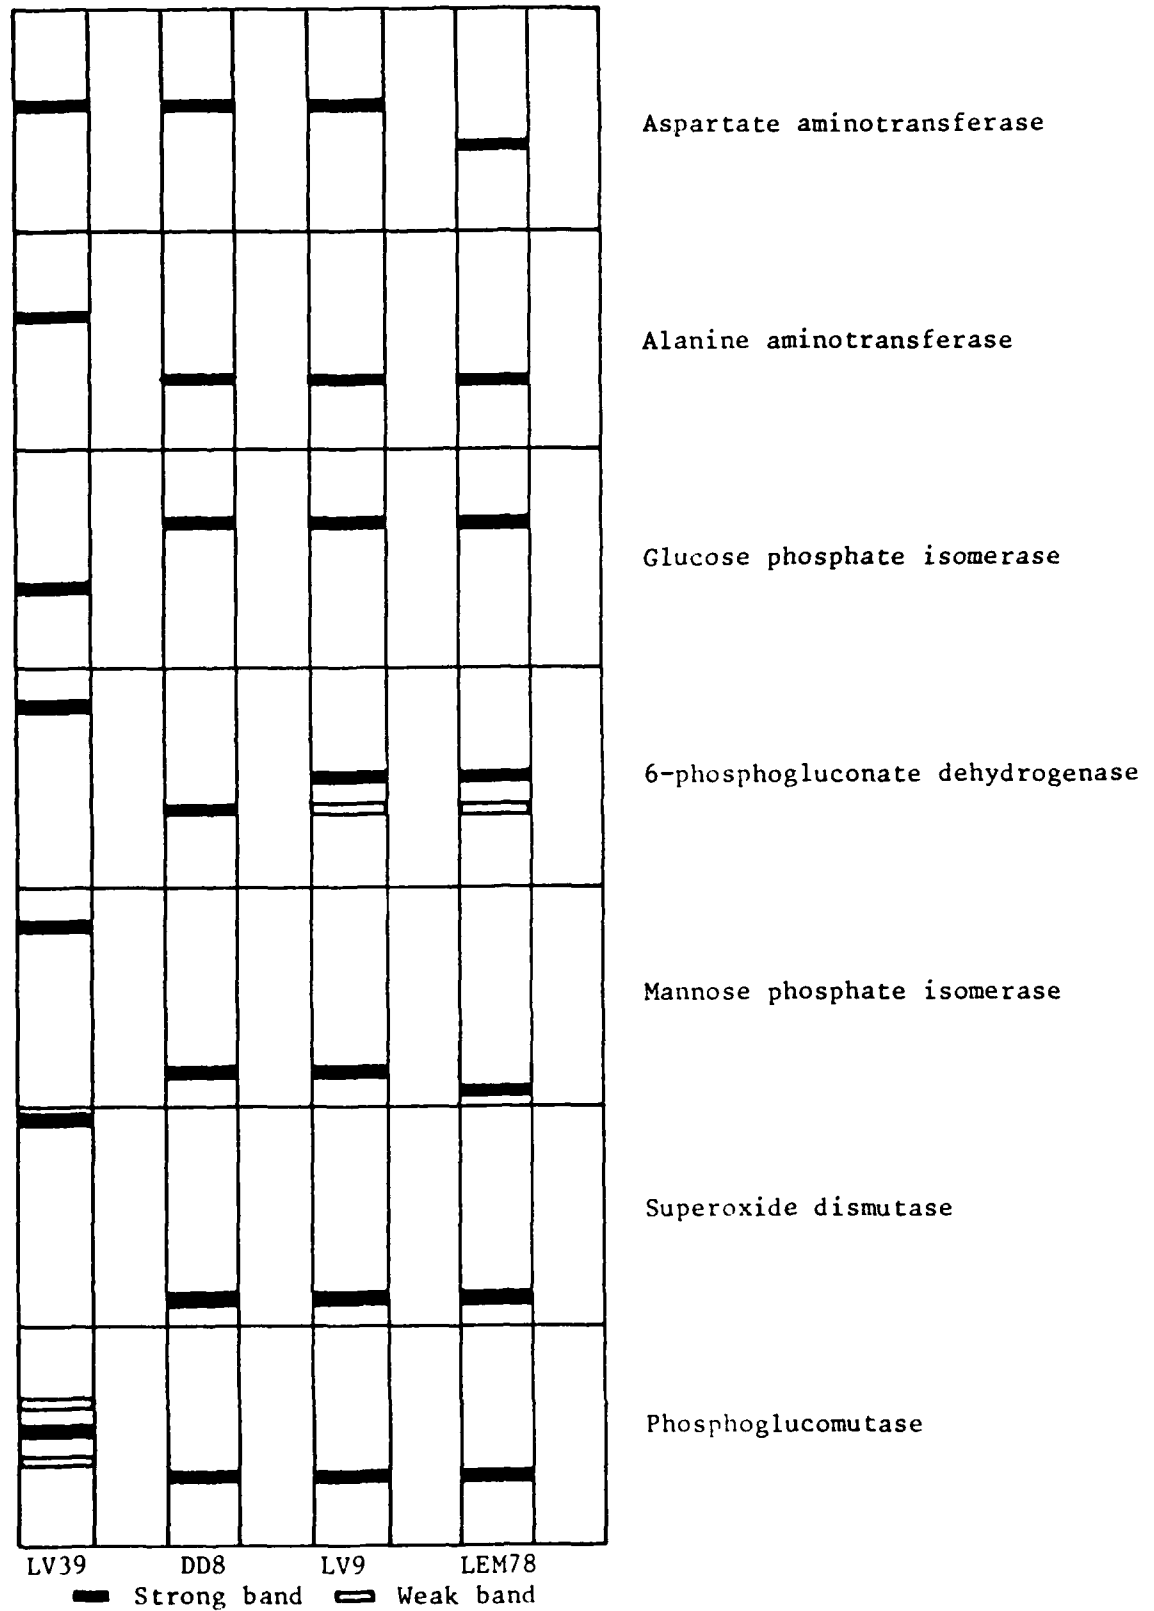 Aspartate aminotransferase
Alanine aminotransferase
Glucose phosphate isomerase
6-phosphogluconate dehydrogenase
Mannose phosphate isomerase
Superoxide dismutase
Phosphoglucomutase
LV39 DD8 LV9 LEM78
Strong band Weak band